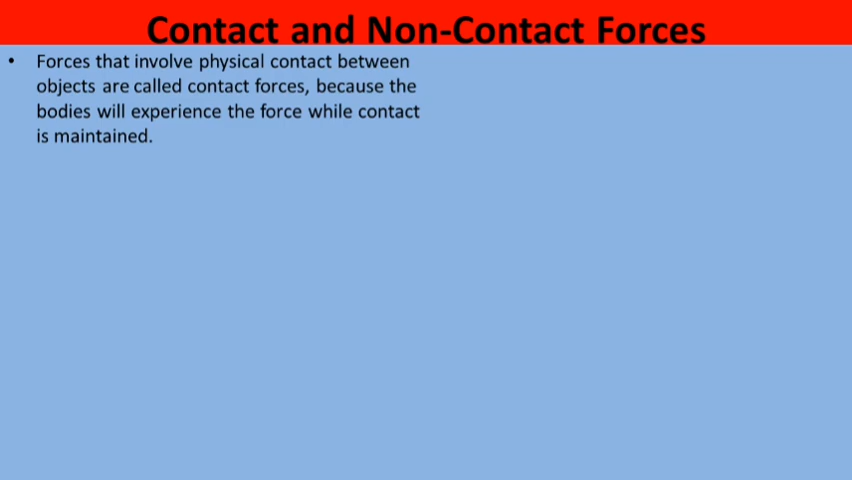 Contact and Non-Contact Forces
• Forces that involve physical contact between
objects are called contact forces, because the
bodies will experience the force while contact
is maintained.